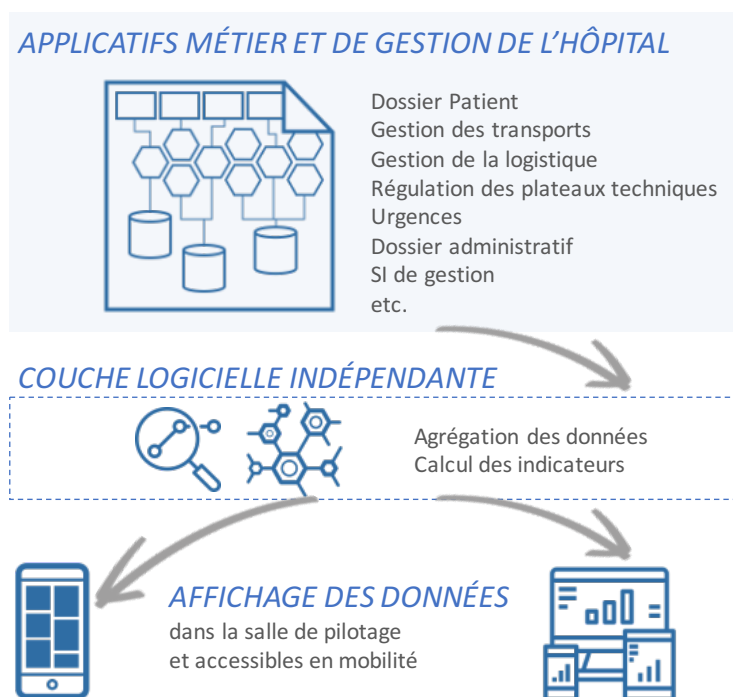 APPLICATIFS MÉTIER ET DE GESTION DE L’HÔPITAL
Dossier Patient
Gestion des transports
Gestion de la logistique
Régulation des plateaux techniques
Urgences
Dossier administratif
SI de gestion
etc.
COUCHE LOGICIELLE INDÉPENDANTE
Agrégation des données
Calcul des indicateurs
AFFICHAGE DES DONNÉES
dans la salle de pilotage
et accessibles en mobilité